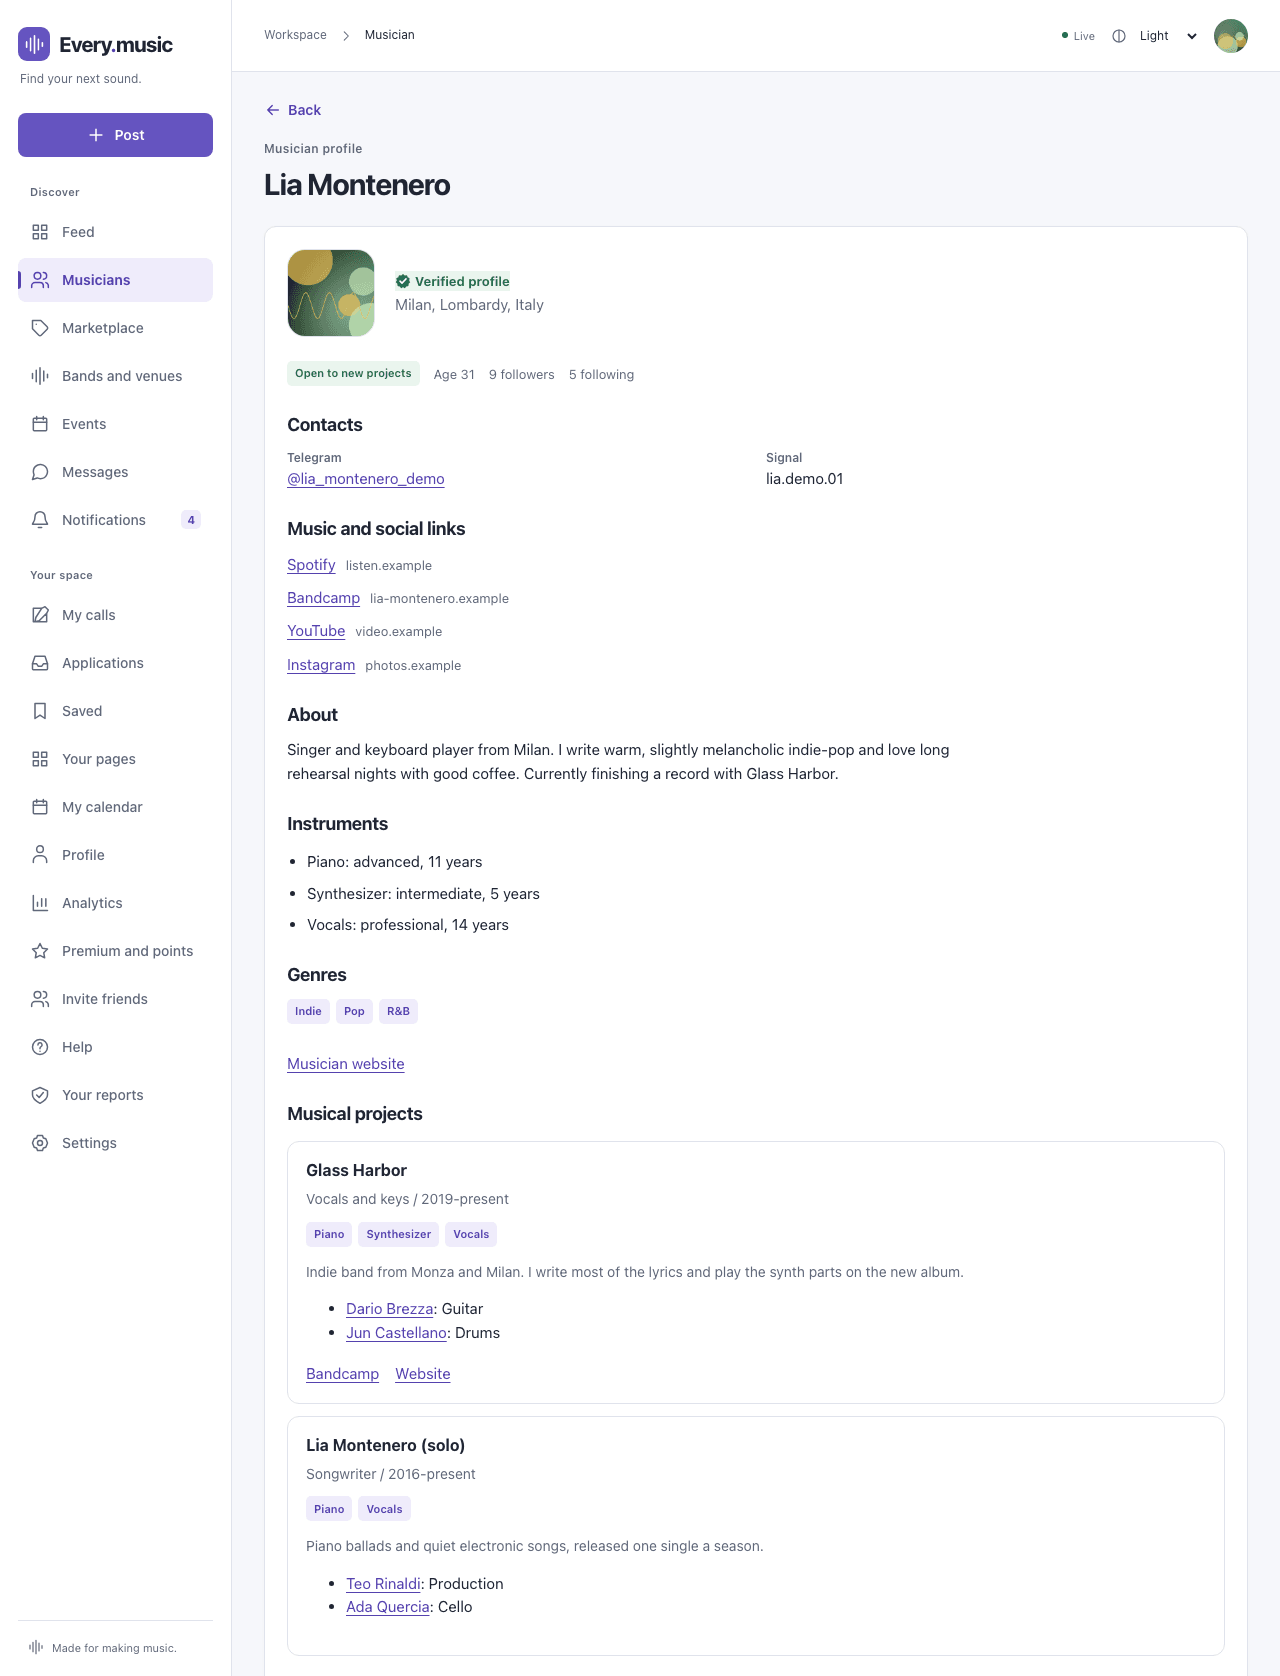 Every.music
Find your next sound.
Post
Discover
Feed
Musicians
Marketplace
Bands and venues
Events
Messages
Notifications 4
Your space
My calls
Applications
Saved
Your pages
My calendar
Profile
Analytics
Premium and points
Invite friends
Help
Your reports
Settings
Made for making music.
Workspace Musician
Live Light
Back
Musician profile
Lia Montenero
Verified profile
Milan, Lombardy, Italy
Open to new projects Age 31 9 followers 5 following
Contacts
Telegram
@lia_montenero_demo
Signal
lia.demo.01
Music and social links
Spotify listen.example
Bandcamp lia-montenero.example
YouTube video.example
Instagram photos.example
About
Singer and keyboard player from Milan. I write warm, slightly melancholic indie-pop and love long
rehearsal nights with good coffee. Currently finishing a record with Glass Harbor.
Instruments
• Piano: advanced, 11 years
• Synthesizer: intermediate, 5 years
• Vocals: professional, 14 years
Genres
Indie Pop R&B
Musician website
Musical projects
Glass Harbor
Vocals and keys / 2019-present
Piano Synthesizer Vocals
Indie band from Monza and Milan. I write most of the lyrics and play the synth parts on the new album.
• Dario Brezza: Guitar
• Jun Castellano: Drums
Bandcamp Website
Lia Montenero (solo)
Songwriter / 2016-present
Piano Vocals
Piano ballads and quiet electronic songs, released one single a season.
• Teo Rinaldi: Production
• Ada Quercia: Cello